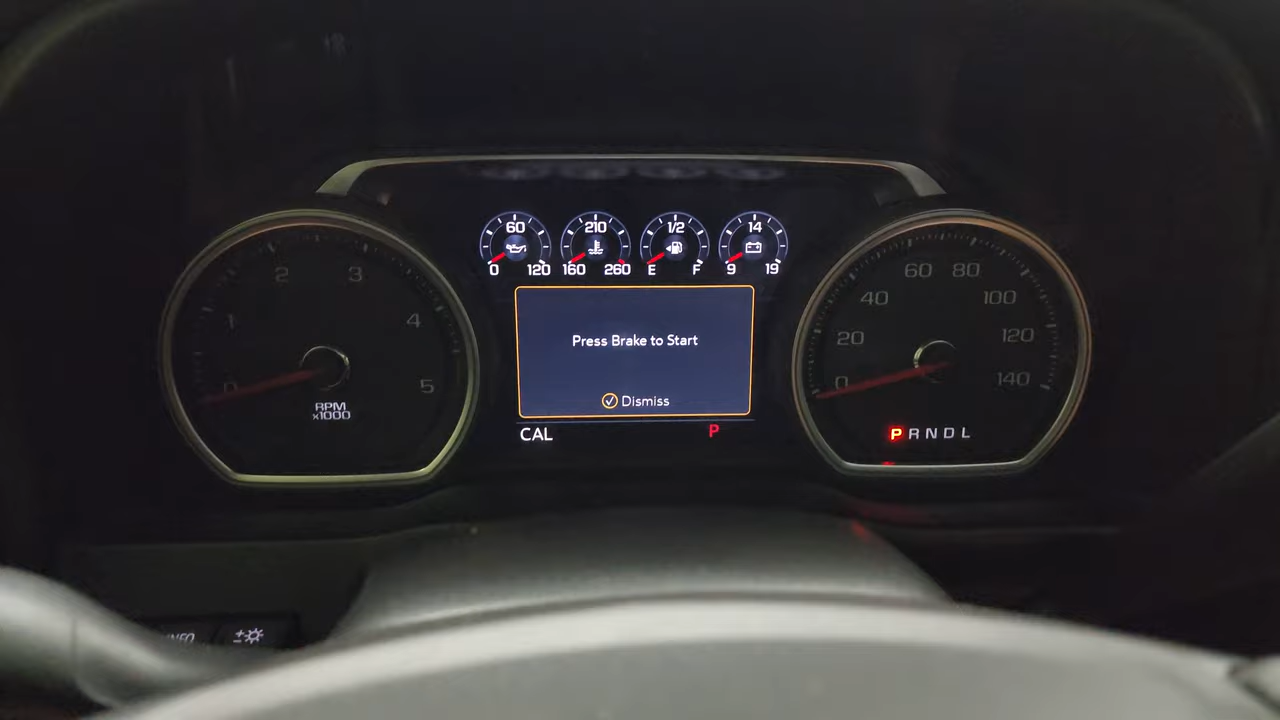 60
0 120
210
160 260
1/2
E F
14
9 19
0
1
2
3
4
5
RPM
x1000
Press Brake to Start
Dismiss
CAL
P
0
20
40
60
80
100
120
140
P R N D L